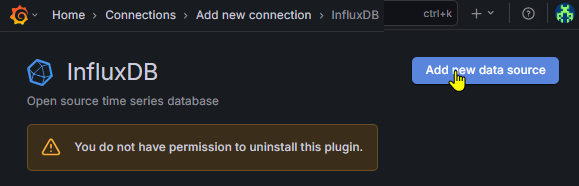 Home › Connections › Add new connection › InfluxDB ctrl+k
InfluxDB
Add new data source
Open source time series database
You do not have permission to uninstall this plugin.